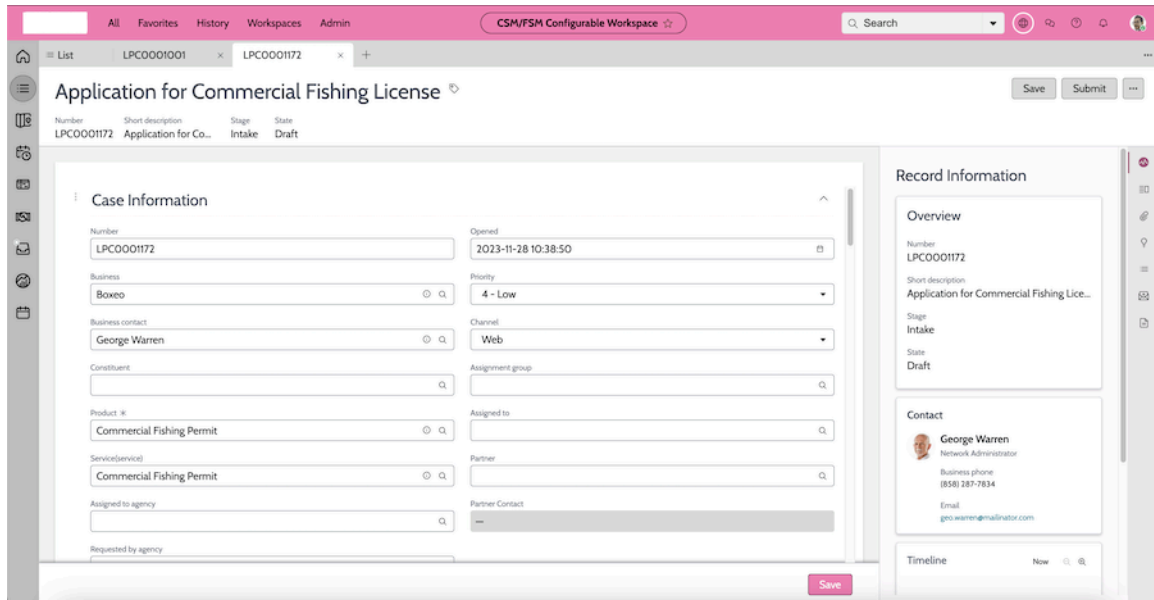 All Favorites History Workspaces Admin CSM/FSM Configurable Workspace Search
List LPC0001001 × LPC0001172 × +
Application for Commercial Fishing License
Save Submit
Number Short description Stage State
LPC0001172 Application for Co... Intake Draft
Case Information
Number
LPC0001172
Opened
2023-11-28 10:38:50
Business
Boxeo
Priority
4 - Low
Business contact
George Warren
Channel
Web
Constituent
Assignment group
Product
Commercial Fishing Permit
Assigned to
Service(service)
Commercial Fishing Permit
Partner
Assigned to agency
Partner Contact
—
Requested by agency
Save
Record Information
Overview
Number
LPC0001172
Short description
Application for Commercial Fishing Lice...
Stage
Intake
State
Draft
Contact
George Warren
Network Administrator
Business phone
(858) 287-7834
Email
geo.warren@mailinator.com
Timeline Now